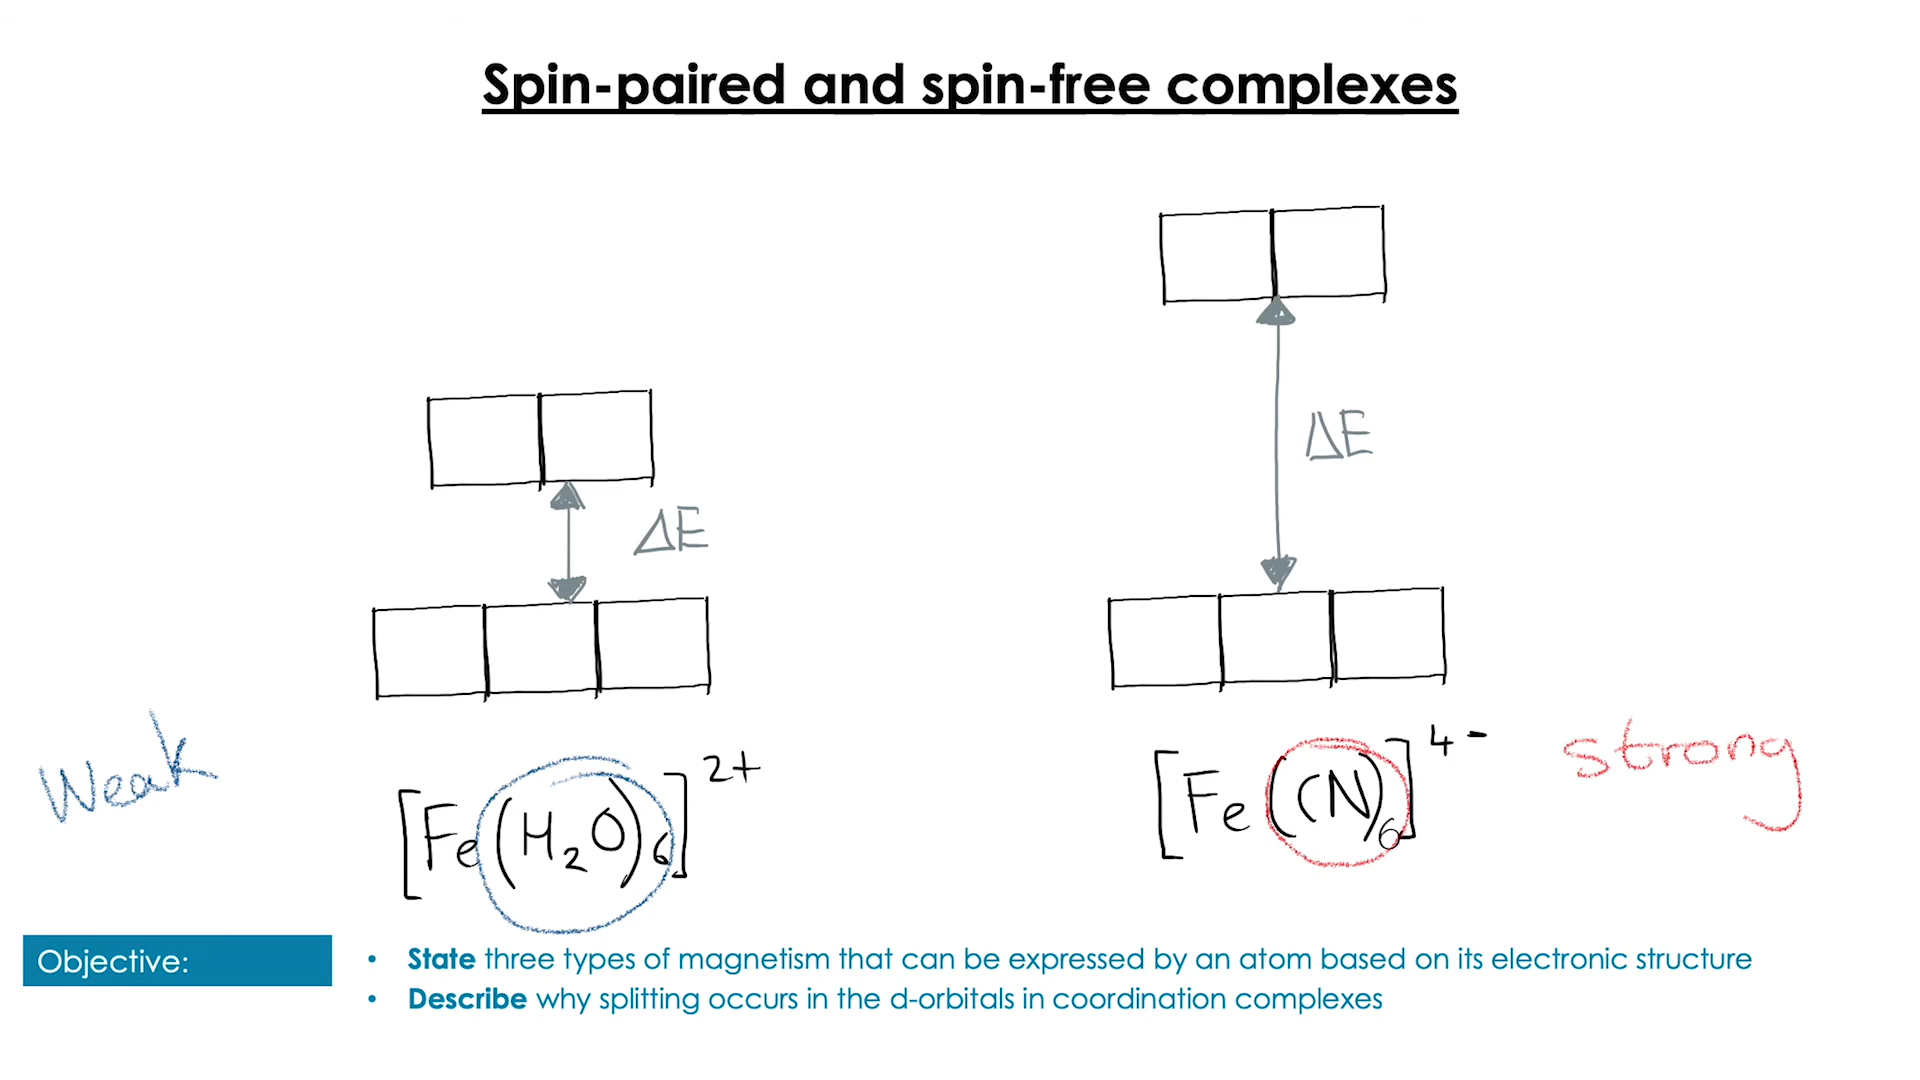 Spin-paired and spin-free complexes
ΔE
ΔE
Weak
[Fe(H₂O)₆]²⁺
[Fe(CN)₆]⁴⁻
strong
Objective:
• State three types of magnetism that can be expressed by an atom based on its electronic structure
• Describe why splitting occurs in the d-orbitals in coordination complexes